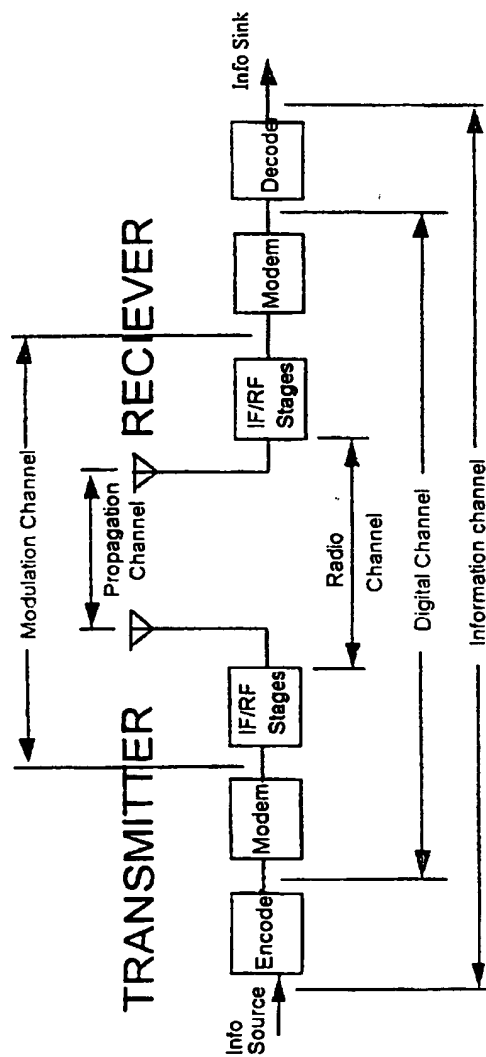 TRANSMITTER
RECIEVER
Modulation Channel
Propagation
Channel
Info
Source
Encode
Modem
IF/RF
Stages
IF/RF
Stages
Modem
Decoder
Info Sink
Radio
Channel
Digital Channel
Information channel